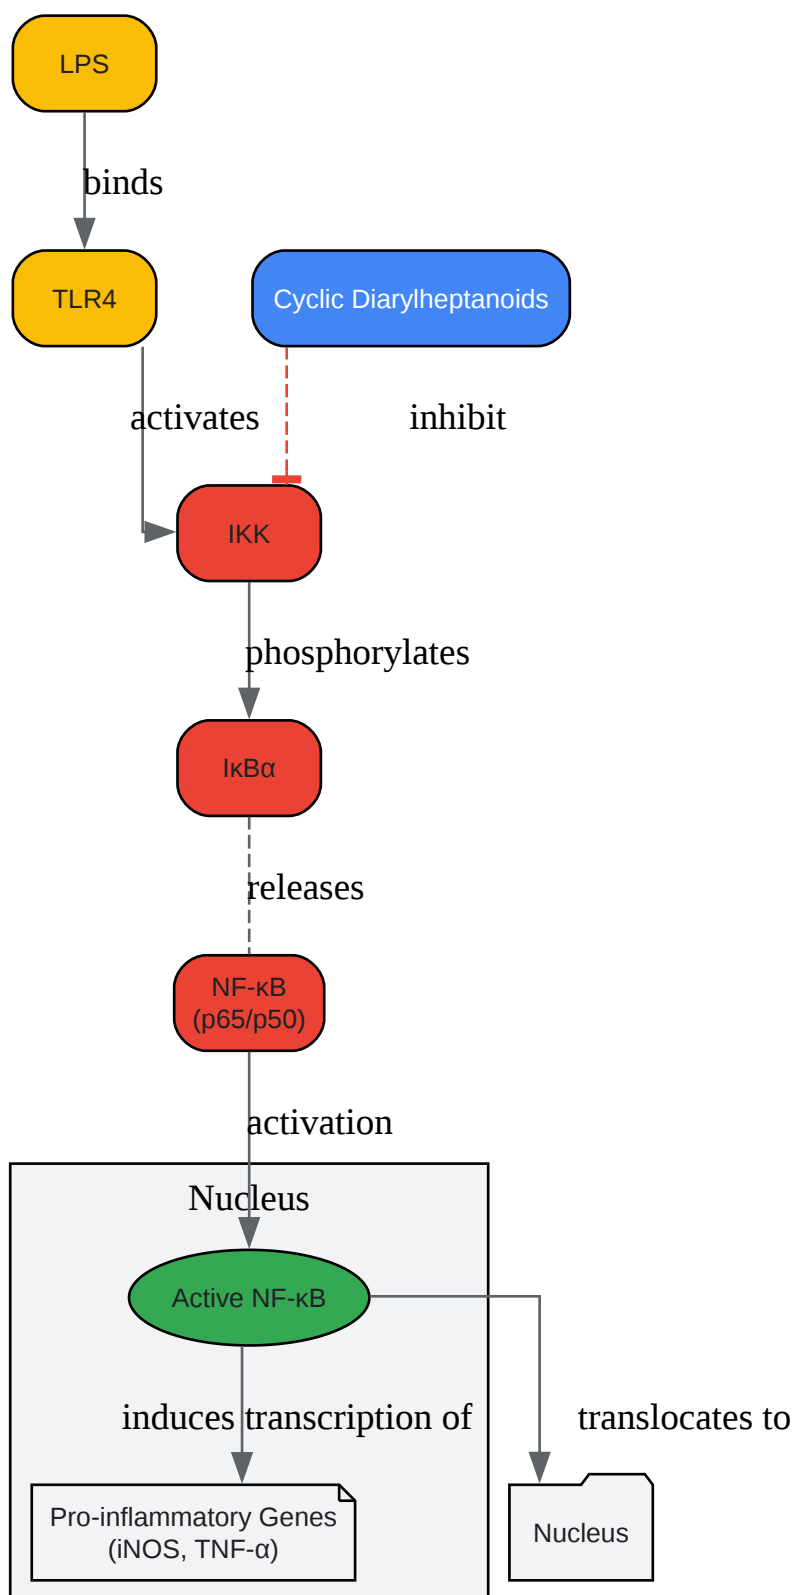 LPS
binds
TLR4
Cyclic Diarylheptanoids
activates
inhibit
IKK
phosphorylates
IκBα
releases
NF-κB
(p65/p50)
activation
Nucleus
Active NF-κB
induces transcription of
translocates to
Pro-inflammatory Genes
(iNOS, TNF-α)
Nucleus